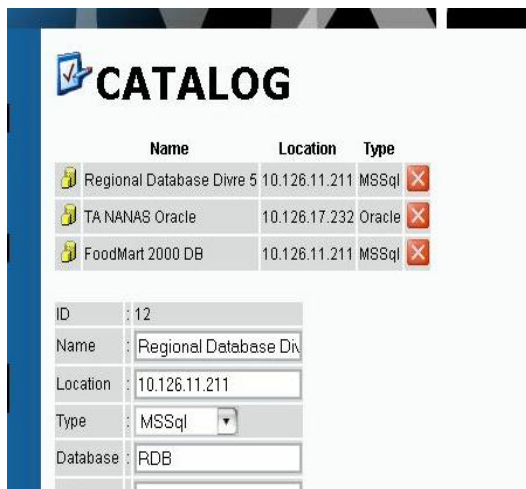 CATALOG
Name Location Type
Regional Database Divre 5 10.126.11.211 MSSql
TA NANAS Oracle 10.126.17.232 Oracle
FoodMart 2000 DB 10.126.11.211 MSSql
ID : 12
Name : Regional Database Div
Location : 10.126.11.211
Type : MSSql
Database : RDB